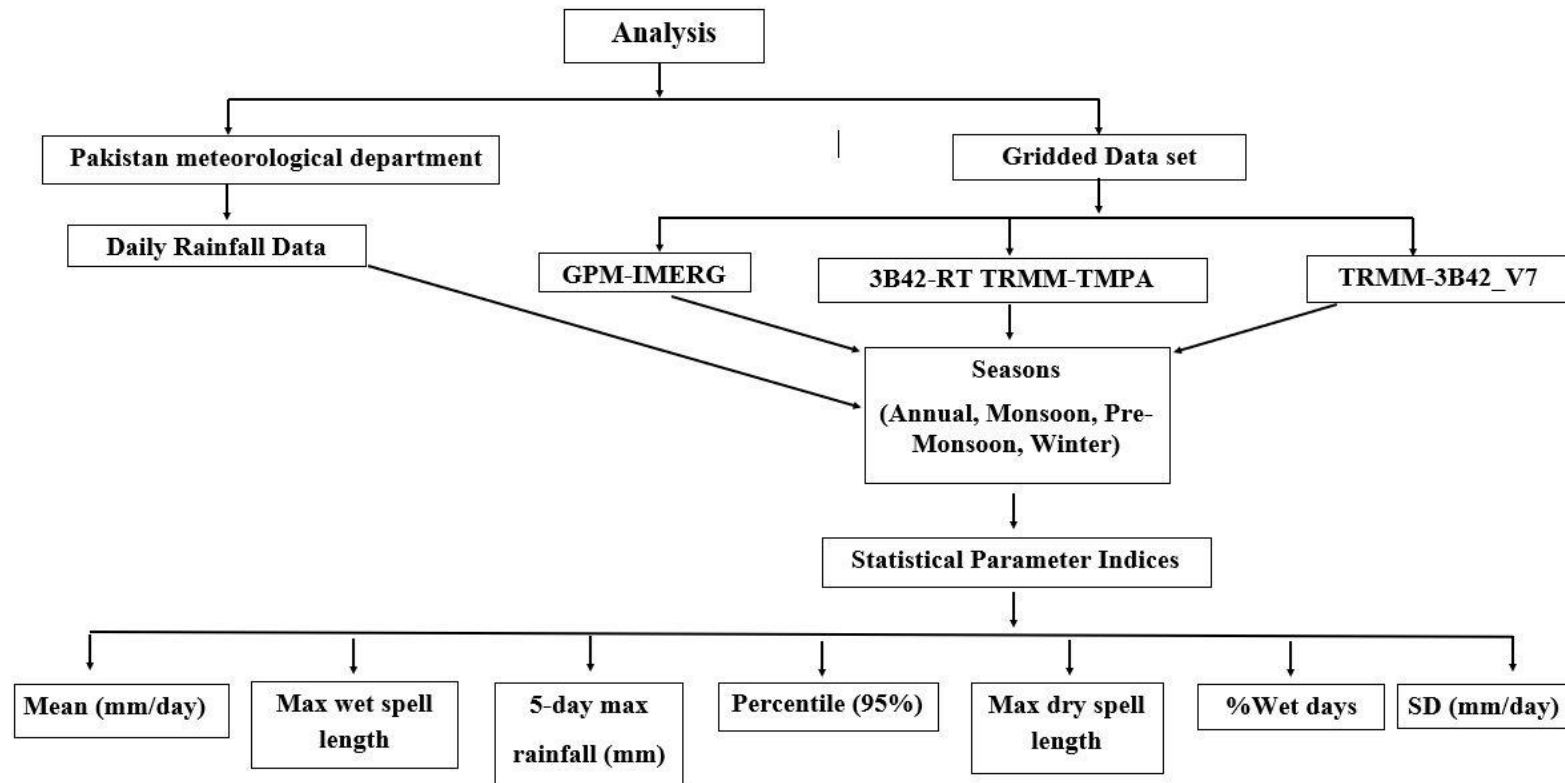 Analysis
Pakistan meteorological department
Gridded Data set
Daily Rainfall Data
GPM-IMERG
3B42-RT TRMM-TMPA
TRMM-3B42_V7
Seasons
(Annual, Monsoon, Pre-
Monsoon, Winter)
Statistical Parameter Indices
Mean (mm/day)
Max wet spell
length
5-day max
rainfall (mm)
Percentile (95%)
Max dry spell
length
%Wet days
SD (mm/day)